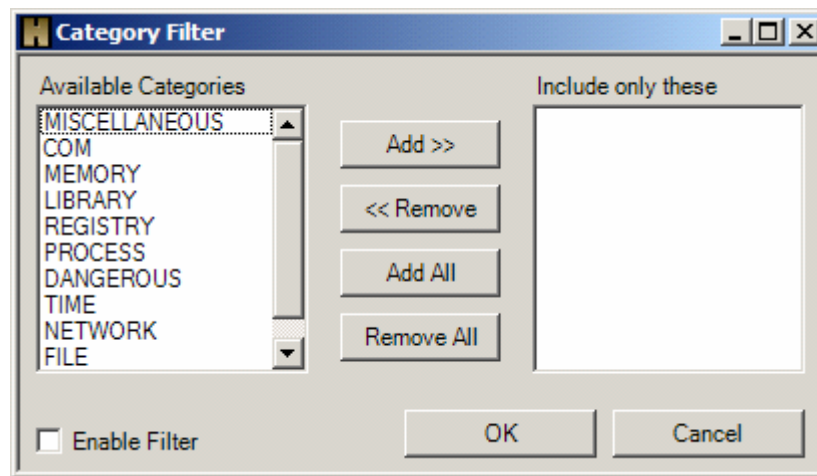 Category Filter
Available Categories
Include only these
MISCELLANEOUS
COM
MEMORY
LIBRARY
REGISTRY
PROCESS
DANGEROUS
TIME
NETWORK
FILE
Add >>
<< Remove
Add All
Remove All
Enable Filter
OK
Cancel